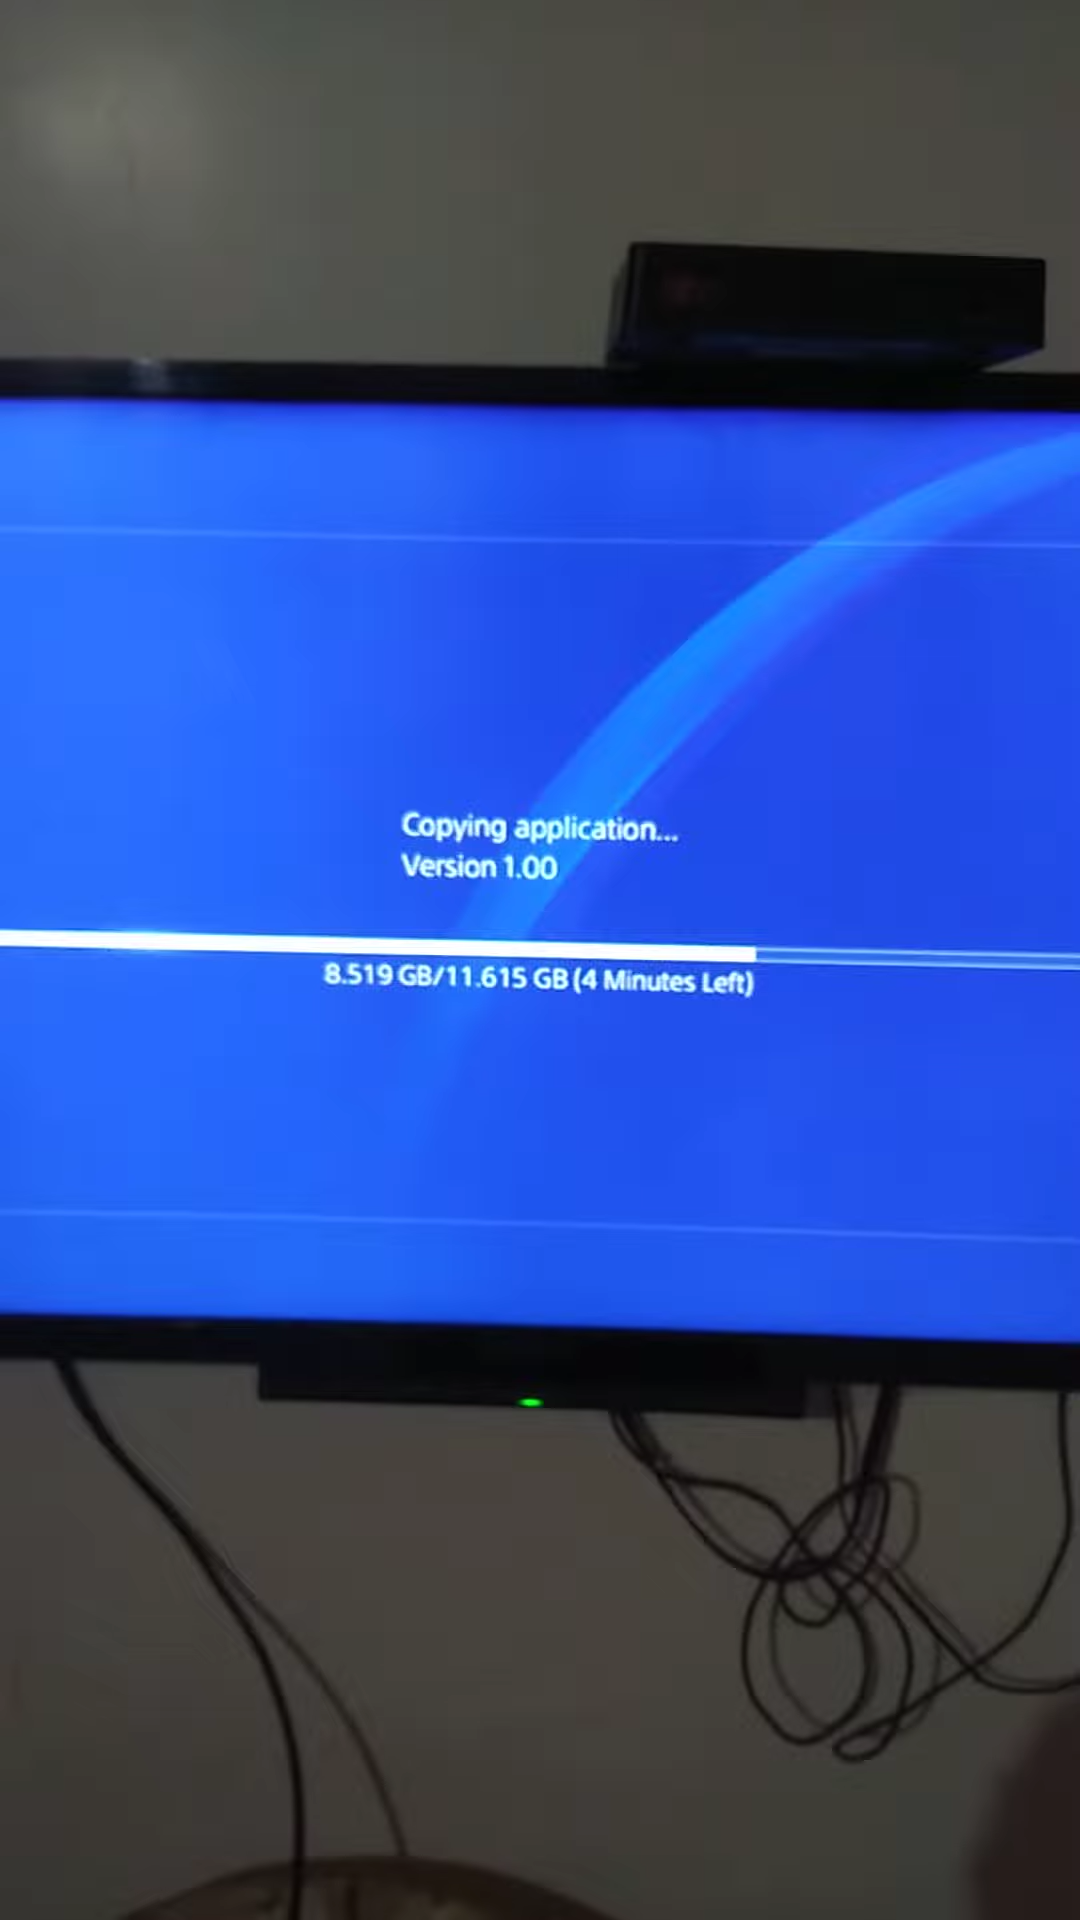 Copying application...
Version 1.00
8.519 GB/11.615 GB (4 Minutes Left)